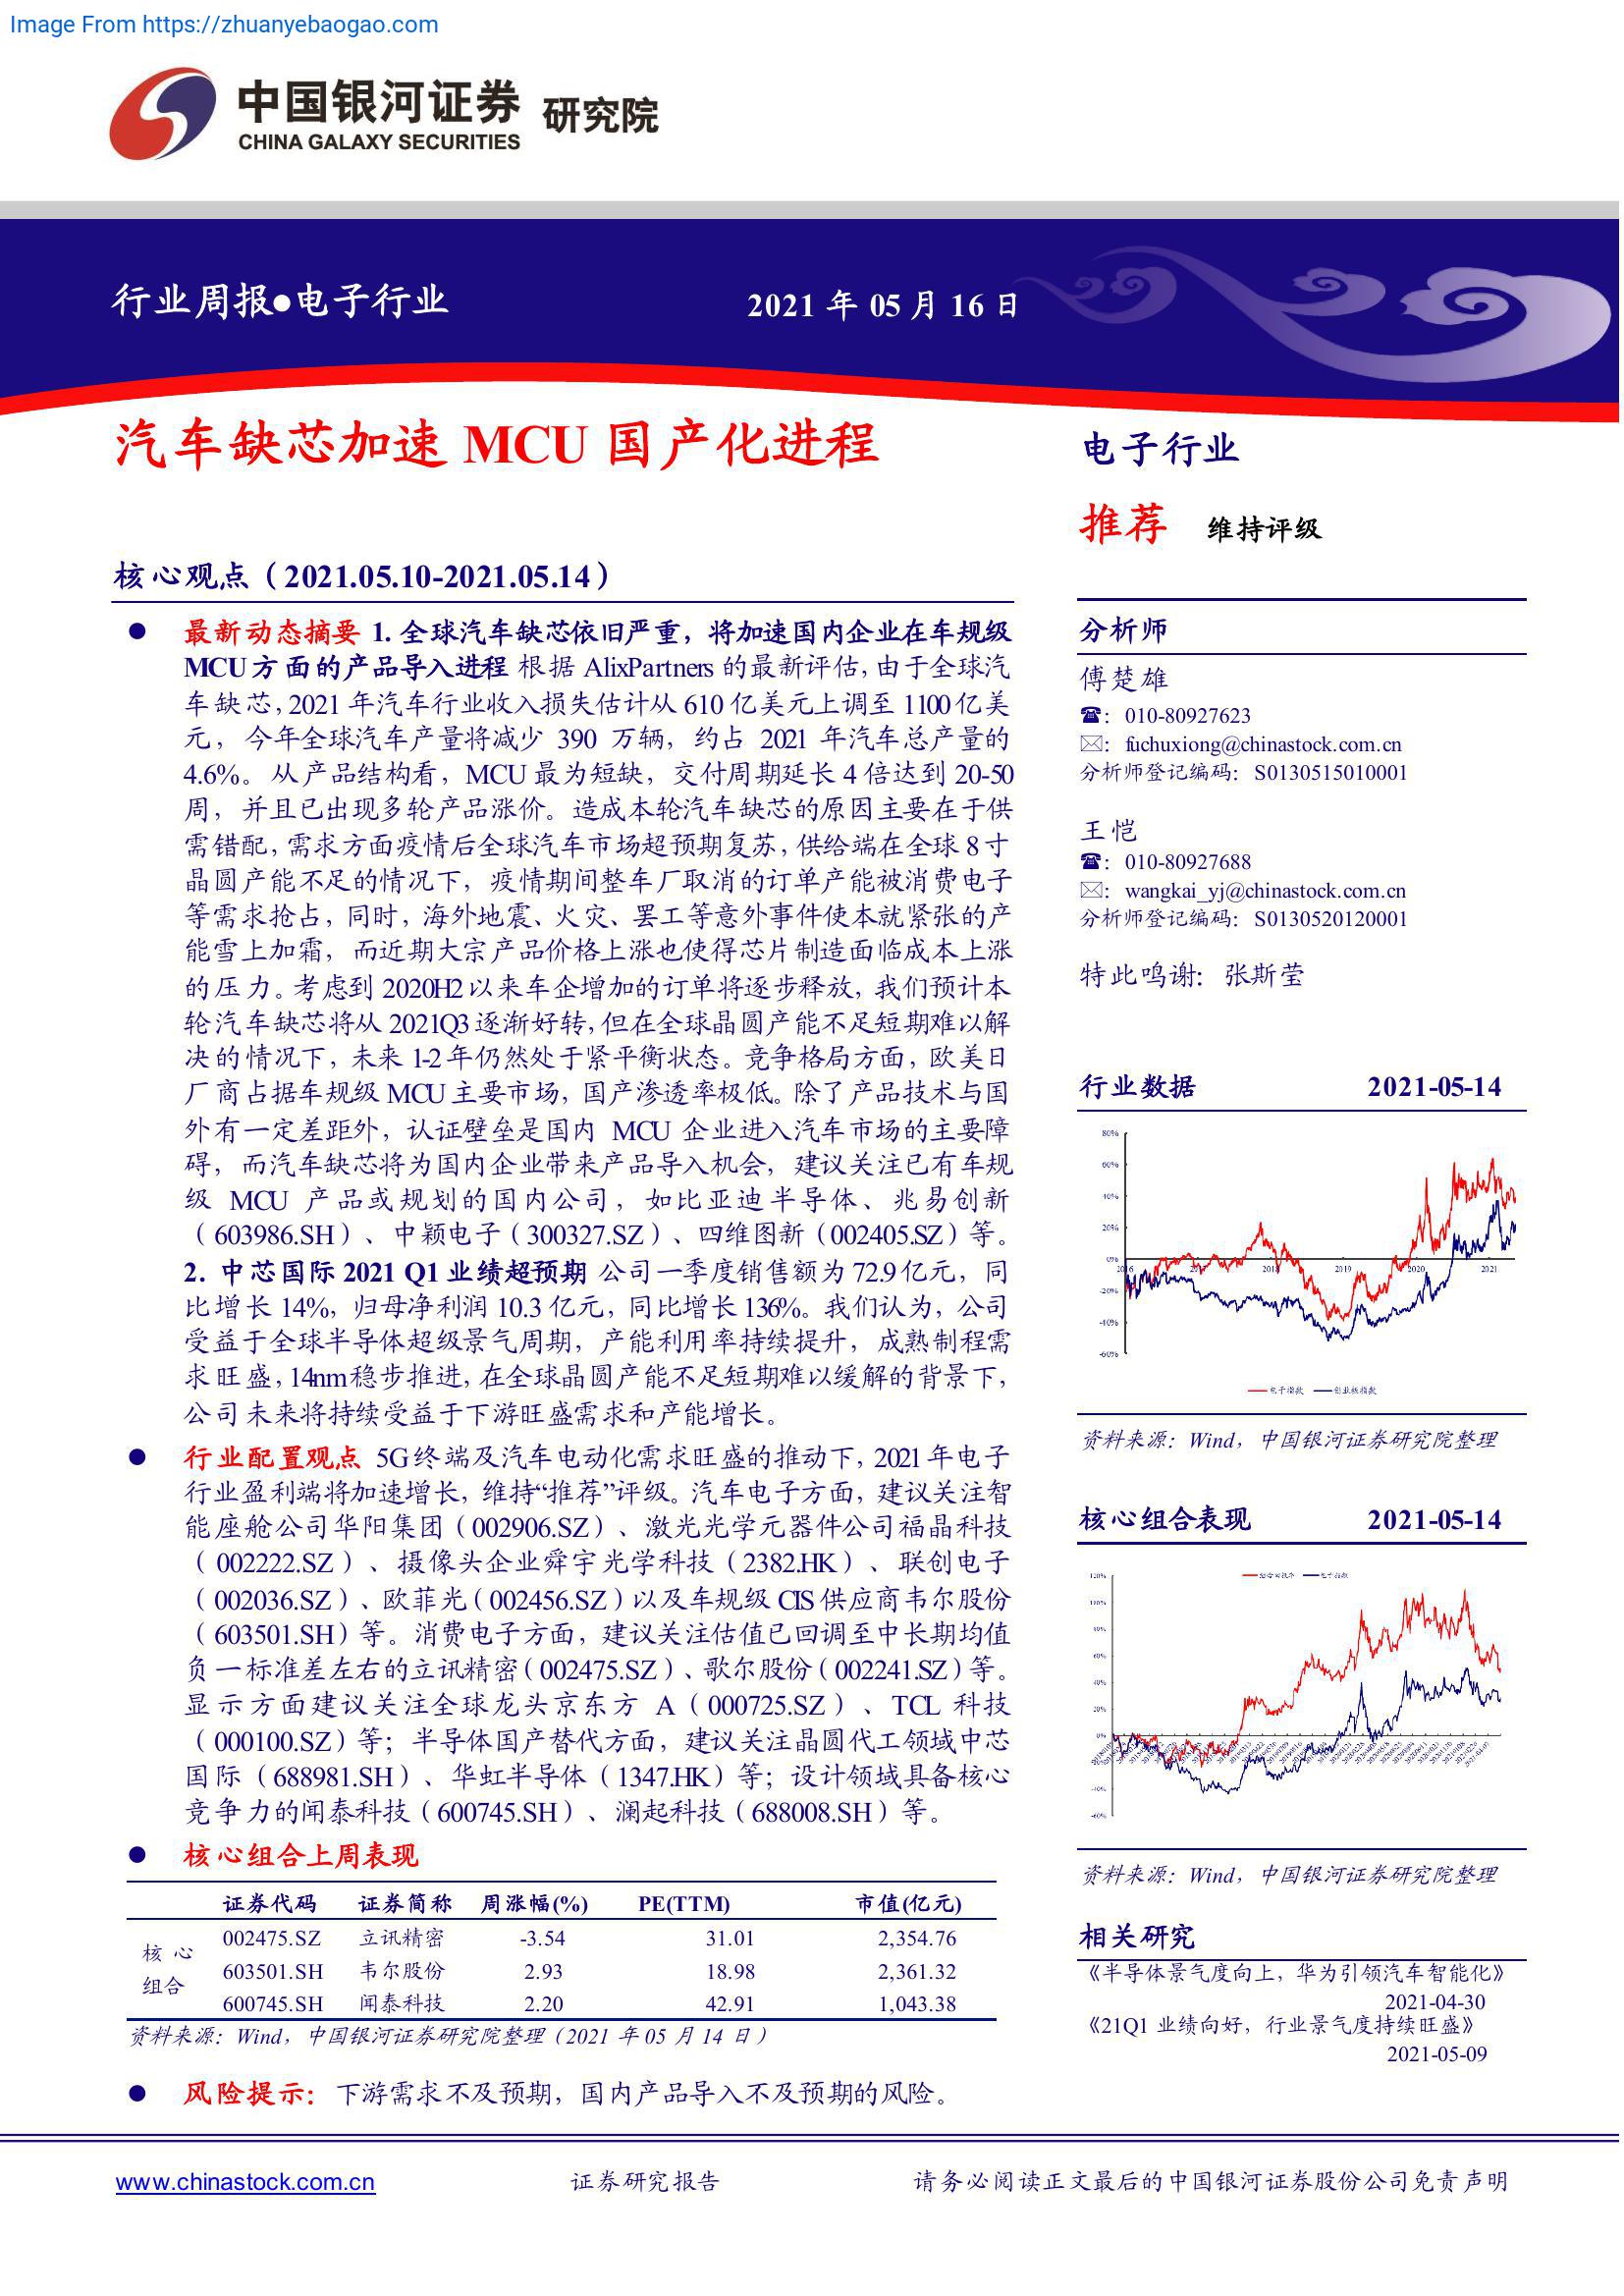 Image From https://zhuanyebaogao.com
中国银河证券 研究院
CHINA GALAXY SECURITIES
行业周报●电子行业
2021 年 05 月 16 日
汽车缺芯加速 MCU 国产化进程
核心观点（2021.05.10-2021.05.14）
● 最新动态摘要 1. 全球汽车缺芯依旧严重，将加速国内企业在车规级
MCU方面的产品导入进程 根据 AlixPartners 的最新评估,由于全球汽
车缺芯,2021 年汽车行业收入损失估计从 610 亿美元上调至 1100 亿美
元，今年全球汽车产量将减少 390 万辆，约占 2021 年汽车总产量的
4.6%。从产品结构看，MCU 最为短缺，交付周期延长 4 倍达到 20-50
周，并且已出现多轮产品涨价。造成本轮汽车缺芯的原因主要在于供
需错配,需求方面疫情后全球汽车市场超预期复苏,供给端在全球 8 寸
晶圆产能不足的情况下，疫情期间整车厂取消的订单产能被消费电子
等需求抢占，同时，海外地震、火灾、罢工等意外事件使本就紧张的产
能雪上加霜，而近期大宗产品价格上涨也使得芯片制造面临成本上涨
的压力。考虑到 2020H2 以来车企增加的订单将逐步释放，我们预计本
轮汽车缺芯将从 2021Q3 逐渐好转,但在全球晶圆产能不足短期难以解
决的情况下，未来 1-2 年仍然处于紧平衡状态。竞争格局方面，欧美日
厂商占据车规级 MCU 主要市场，国产渗透率极低。除了产品技术与国
外有一定差距外，认证壁垒是国内 MCU 企业进入汽车市场的主要障
碍，而汽车缺芯将为国内企业带来产品导入机会，建议关注已有车规
级 MCU 产品或规划的国内公司，如比亚迪半导体、兆易创新
（603986.SH）、中颖电子（300327.SZ）、四维图新（002405.SZ）等。
2. 中芯国际 2021 Q1 业绩超预期 公司一季度销售额为 72.9 亿元，同
比增长 14%，归母净利润 10.3 亿元，同比增长 136%。我们认为，公司
受益于全球半导体超级景气周期，产能利用率持续提升，成熟制程需
求旺盛,14nm稳步推进,在全球晶圆产能不足短期难以缓解的背景下，
公司未来将持续受益于下游旺盛需求和产能增长。
● 行业配置观点 5G 终端及汽车电动化需求旺盛的推动下，2021 年电子
行业盈利端将加速增长，维持“推荐”评级。汽车电子方面，建议关注智
能座舱公司华阳集团（002906.SZ）、激光光学元器件公司福晶科技
（002222.SZ）、摄像头企业舜宇光学科技（2382.HK）、联创电子
（002036.SZ）、欧菲光（002456.SZ）以及车规级 CIS 供应商韦尔股份
（603501.SH）等。消费电子方面，建议关注估值已回调至中长期均值
负一标准差左右的立讯精密（002475.SZ）、歌尔股份（002241.SZ）等。
显示方面建议关注全球龙头京东方 A（000725.SZ）、TCL 科技
（000100.SZ）等；半导体国产替代方面，建议关注晶圆代工领域中芯
国际（688981.SH）、华虹半导体（1347.HK）等；设计领域具备核心
竞争力的闻泰科技（600745.SH）、澜起科技（688008.SH）等。
● 核心组合上周表现
证券代码 证券简称 周涨幅(%) PE(TTM) 市值(亿元)
核心组合
002475.SZ 立讯精密 -3.54 31.01 2,354.76
603501.SH 韦尔股份 2.93 18.98 2,361.32
600745.SH 闻泰科技 2.20 42.91 1,043.38
资料来源：Wind，中国银河证券研究院整理（2021 年 05 月 14 日）
● 风险提示：下游需求不及预期，国内产品导入不及预期的风险。
电子行业
推荐 维持评级
分析师
傅楚雄
☎：010-80927623
✉：fuchuxiong@chinastock.com.cn
分析师登记编码：S0130515010001
王恺
☎：010-80927688
✉：wangkai_yj@chinastock.com.cn
分析师登记编码：S0130520120001
特此鸣谢：张斯莹
行业数据 2021-05-14
80%
60%
40%
20%
0%
-20%
-40%
-60%
2016 2018 2019 2020 2021
电子指数 创业板指数
资料来源：Wind，中国银河证券研究院整理
核心组合表现 2021-05-14
120%
100%
80%
60%
40%
20%
0%
-20%
-40%
-60%
电子指数
资料来源：Wind，中国银河证券研究院整理
相关研究
《半导体景气度向上，华为引领汽车智能化》
2021-04-30
《21Q1 业绩向好，行业景气度持续旺盛》
2021-05-09
www.chinastock.com.cn
证券研究报告
请务必阅读正文最后的中国银河证券股份公司免责声明